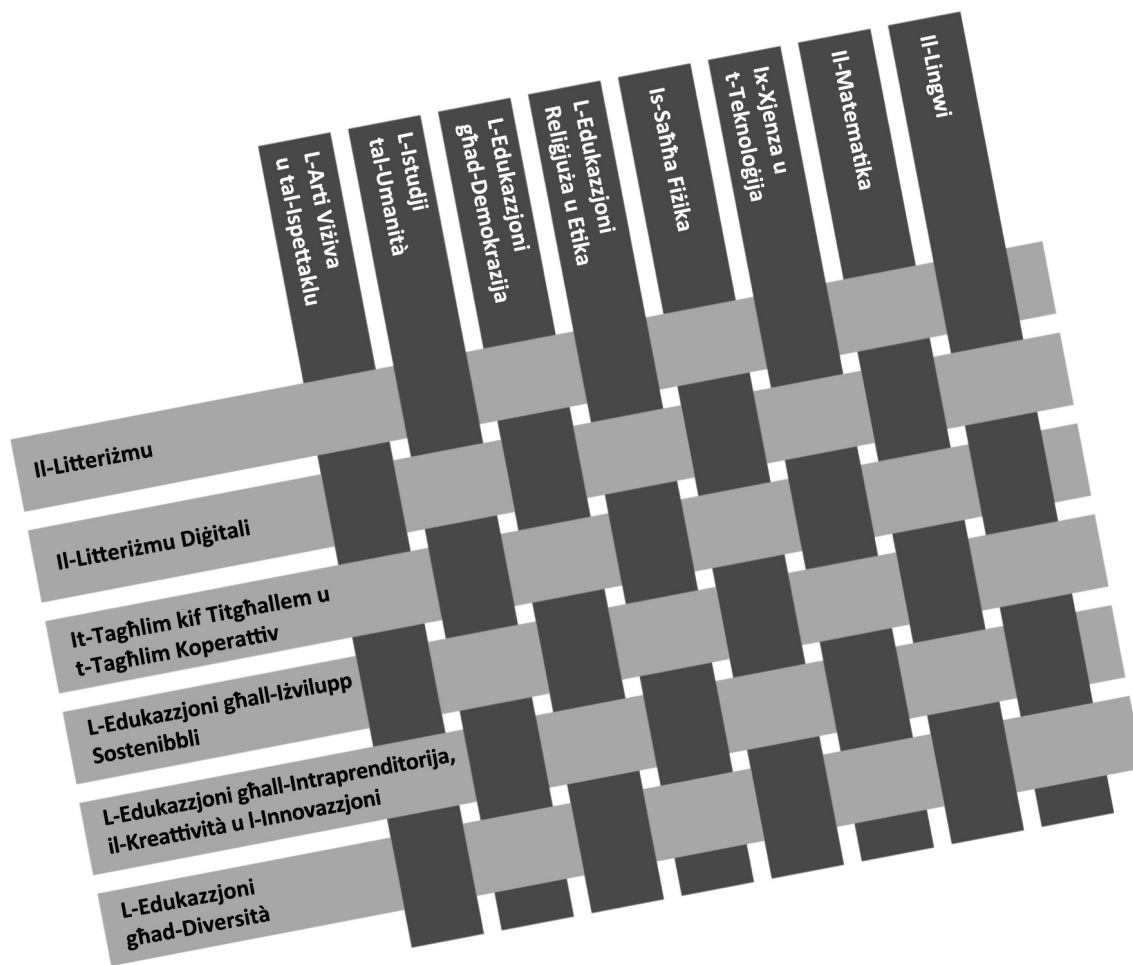 L-Arti Viżiva
u tal-Ispettaklu
L-Istudji
tal-Umanità
L-Edukazzjoni
għad-Demokrazija
L-Edukazzjoni
Reliġjuża u Etika
Is-Saħħa Fiżika
Ix-Xjenza u
t-Teknoloġija
Il-Matematika
Il-Lingwi
Il-Litteriżmu
Il-Litteriżmu Diġitali
It-Tagħlim kif Titgħallem u
t-Tagħlim Koperattiv
L-Edukazzjoni għall-Iżvilupp
Sostenibbli
L-Edukazzjoni għall-Intraprenditorija,
il-Kreattività u l-Innovazzjoni
L-Edukazzjoni
għad-Diversità